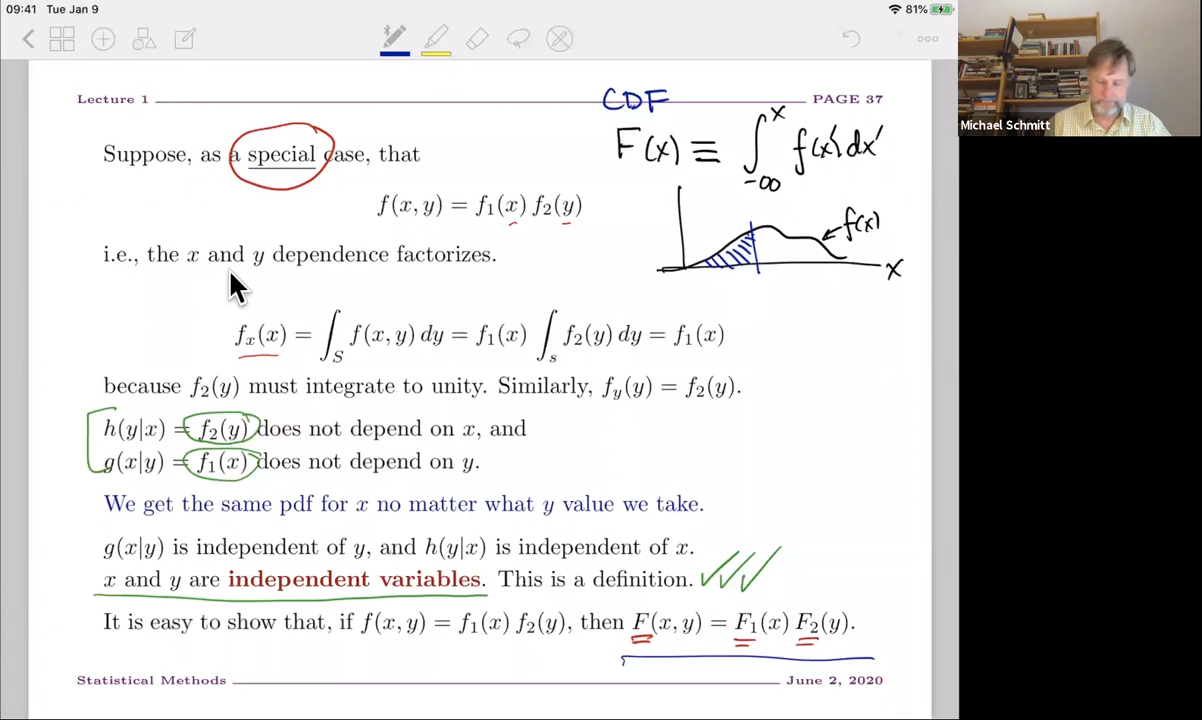 09:41 Tue Jan 9
81%
Lecture 1
PAGE 37
CDF
F(x) ≡ ∫_{-∞}^{x} f(x')dx'
f(x)
x
Suppose, as a special case, that
f(x, y) = f₁(x) f₂(y)
i.e., the x and y dependence factorizes.
fₓ(x) = ∫_S f(x, y) dy = f₁(x) ∫_s f₂(y) dy = f₁(x)
because f₂(y) must integrate to unity. Similarly, f_y(y) = f₂(y).
h(y|x) = f₂(y) does not depend on x, and
g(x|y) = f₁(x) does not depend on y.
We get the same pdf for x no matter what y value we take.
g(x|y) is independent of y, and h(y|x) is independent of x.
x and y are independent variables. This is a definition.
It is easy to show that, if f(x, y) = f₁(x) f₂(y), then F(x, y) = F₁(x) F₂(y).
Statistical Methods
June 2, 2020
Michael Schmitt